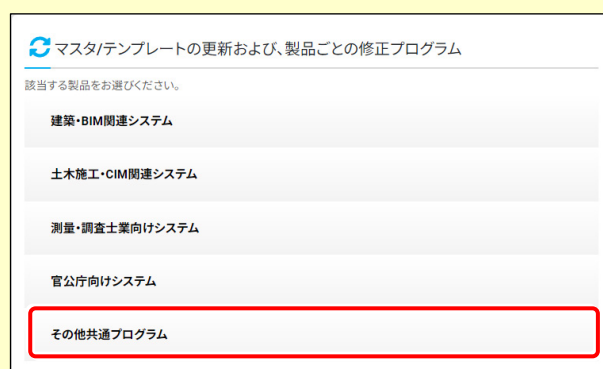 マスタ/テンプレートの更新および、製品ごとの修正プログラム
該当する製品をお選びください。
建築・BIM関連システム
土木施工・CIM関連システム
測量・調査士業向けシステム
官公庁向けシステム
その他共通プログラム